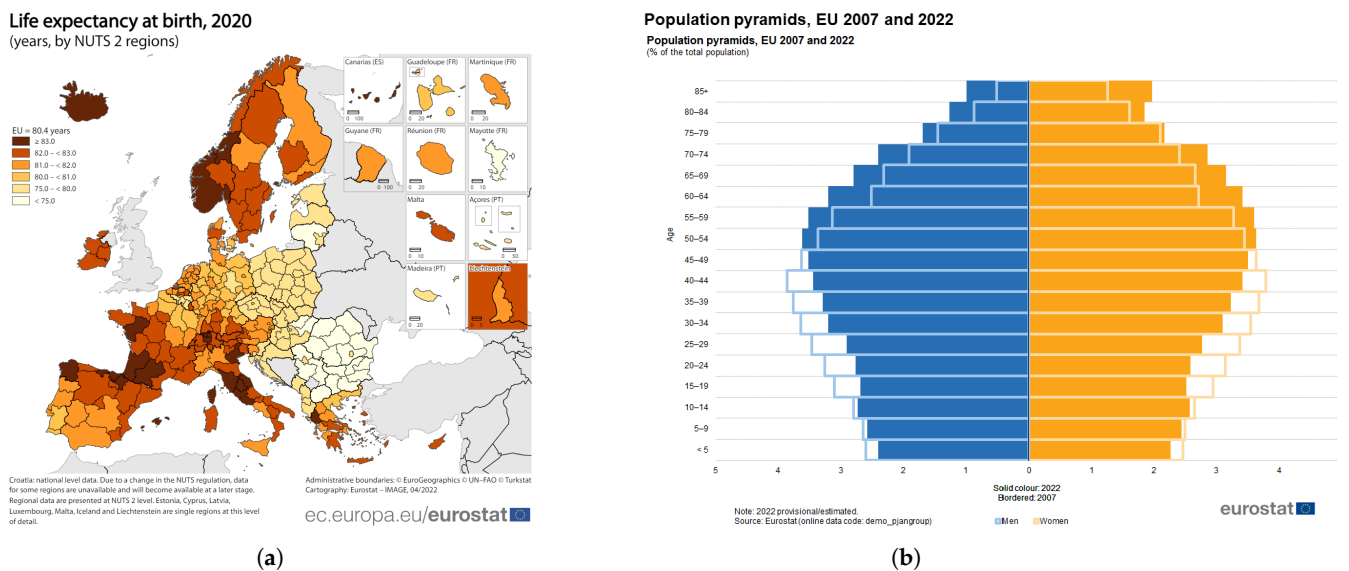 Life expectancy at birth, 2020
(years, by NUTS 2 regions)
EU = 80.4 years
≥ 83.0
82.0 – < 83.0
81.0 – < 82.0
80.0 – < 81.0
75.0 – < 80.0
< 75.0
Canarias (ES)
0 100
Guadeloupe (FR)
0 20
Martinique (FR)
0 20
Guyane (FR)
0 100
Réunion (FR)
0 20
Mayotte (FR)
0 10
Malta
0 10
Açores (PT)
0 50
Madeira (PT)
0 20
Liechtenstein
0 5
Croatia: national level data. Due to a change in the NUTS regulation, data
for some regions are unavailable and will become available at a later stage.
Regional data are presented at NUTS 2 level. Estonia, Cyprus, Latvia,
Luxembourg, Malta, Iceland and Liechtenstein are single regions at this level
of detail.
Administrative boundaries: © EuroGeographics © UN–FAO © Turkstat
Cartography: Eurostat – IMAGE, 04/2022
ec.europa.eu/eurostat
(a)
Population pyramids, EU 2007 and 2022
Population pyramids, EU 2007 and 2022
(% of the total population)
Age
85+
80–84
75–79
70–74
65–69
60–64
55–59
50–54
45–49
40–44
35–39
30–34
25–29
20–24
15–19
10–14
5–9
< 5
5 4 3 2 1 0 0 1 2 3 4
Solid colour: 2022
Bordered: 2007
Note: 2022 provisional/estimated.
Source: Eurostat (online data code: demo_pjangroup)
Men Women
eurostat
(b)